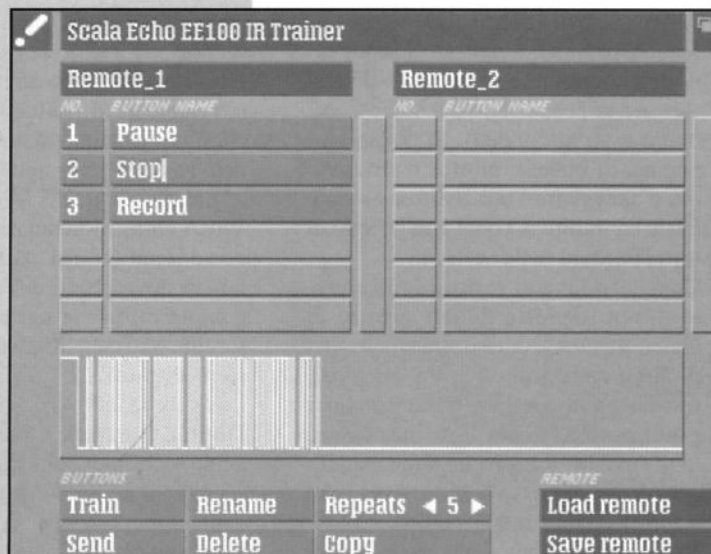 Scala Echo EE100 IR Trainer
Remote_1 Remote_2
NO. BUTTON NAME NO. BUTTON NAME
1 Pause
2 Stop
3 Record
BUTTONS REMOTE
Train Rename Repeats ◀ 5 ▶ Load remote
Send Delete Copy Save remote